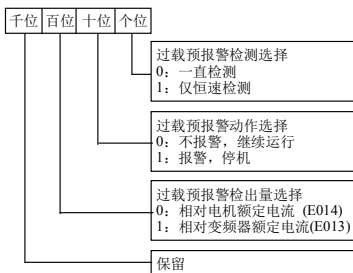 千位 百位 十位 个位
过载预报警检测选择
0：一直检测
1：仅恒速检测
过载预报警动作选择
0：不报警，继续运行
1：报警，停机
过载预报警检出量选择
0：相对电机额定电流 (E014)
1：相对变频器额定电流(E013)
保留